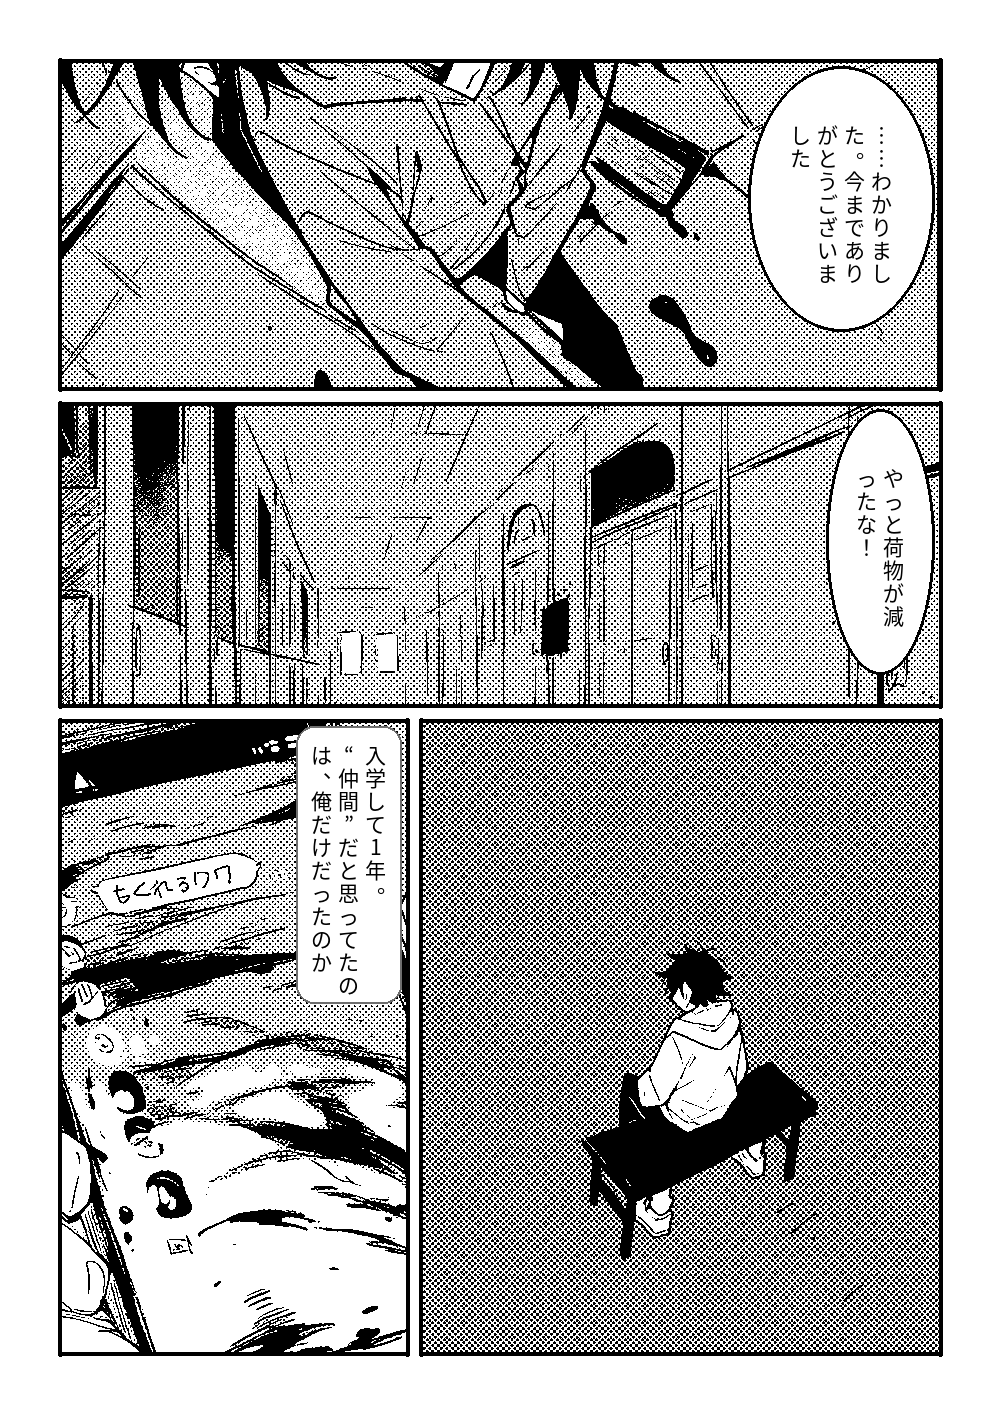 ……わかりまし
た。今まであり
がとうございま
した
やっと荷物が減
ったな！
入学して1年。
“仲間”だと思ってたの
は、俺だけだったのか
もくれるワワ